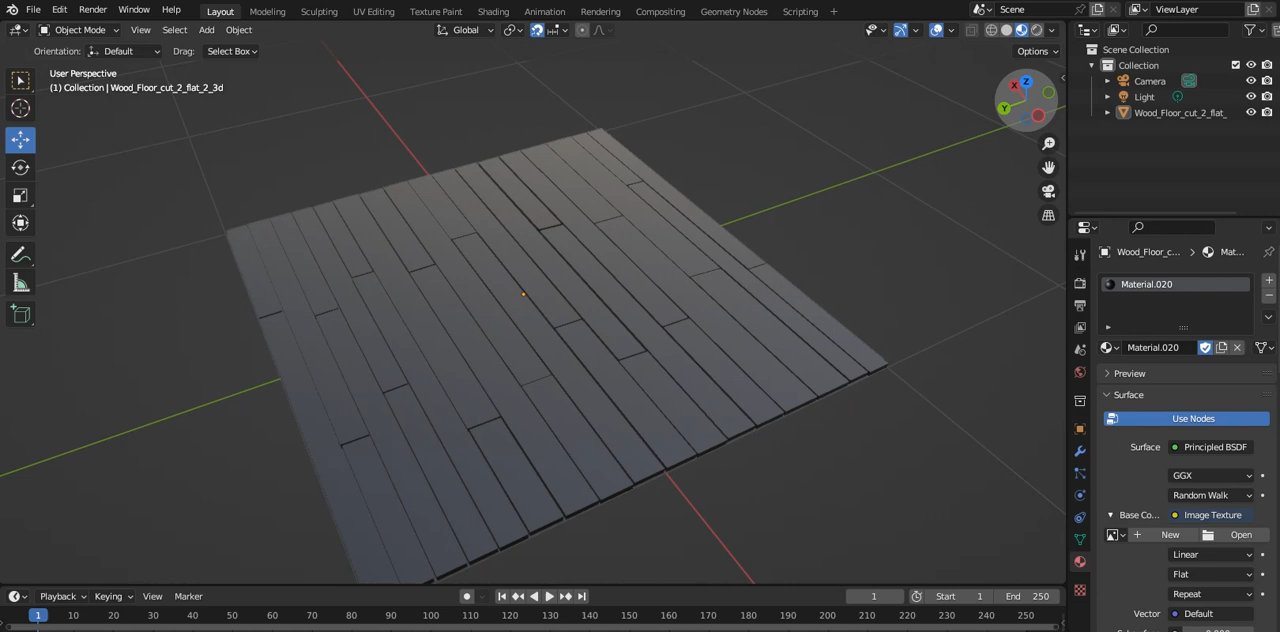 File Edit Render Window Help Layout Modeling Sculpting UV Editing Texture Paint Shading Animation Rendering Compositing Geometry Nodes Scripting + Scene ViewLayer
Object Mode View Select Add Object Global
Orientation: Default Drag: Select Box Options
User Perspective
(1) Collection | Wood_Floor_cut_2_flat_2_3d
X
Y
Z
Scene Collection
Collection
Camera
Light
Wood_Floor_cut_2_flat_
Wood_Floor_c... > Mat...
Material.020
Material.020
Preview
Surface
Use Nodes
Surface Principled BSDF
GGX
Random Walk
Base Co... Image Texture
New Open
Linear
Flat
Repeat
Vector Default
Playback Keying View Marker 1 Start 1 End 250
1 10 20 30 40 50 60 70 80 90 100 110 120 130 140 150 160 170 180 190 200 210 220 230 240 250